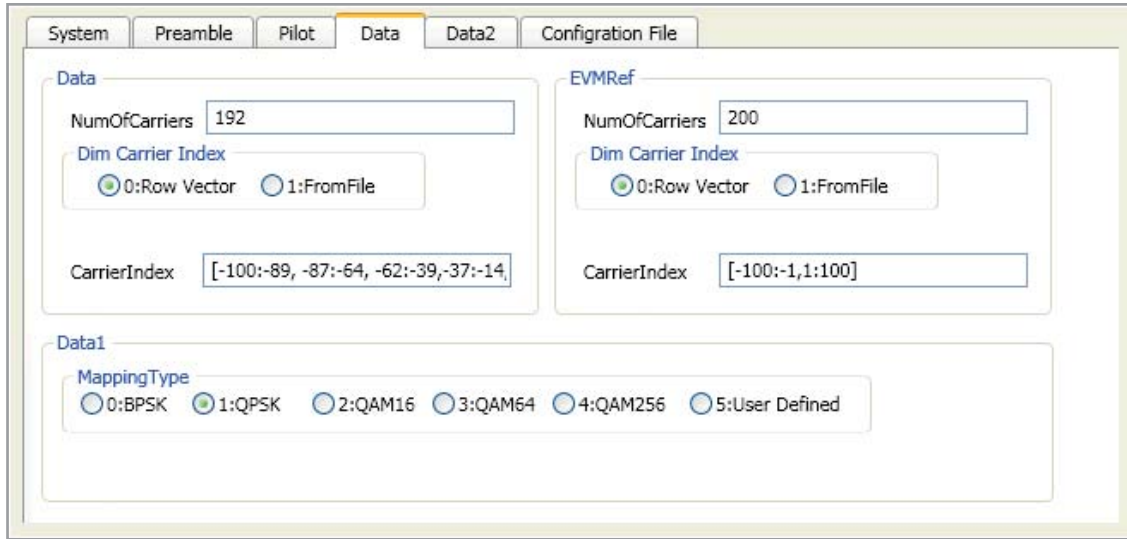 System Preamble Pilot Data Data2 Configration File
Data
NumOfCarriers 192
Dim Carrier Index
0:Row Vector 1:FromFile
CarrierIndex [-100:-89, -87:-64, -62:-39,-37:-14,
EVMRef
NumOfCarriers 200
Dim Carrier Index
0:Row Vector 1:FromFile
CarrierIndex [-100:-1,1:100]
Data1
MappingType
0:BPSK 1:QPSK 2:QAM16 3:QAM64 4:QAM256 5:User Defined